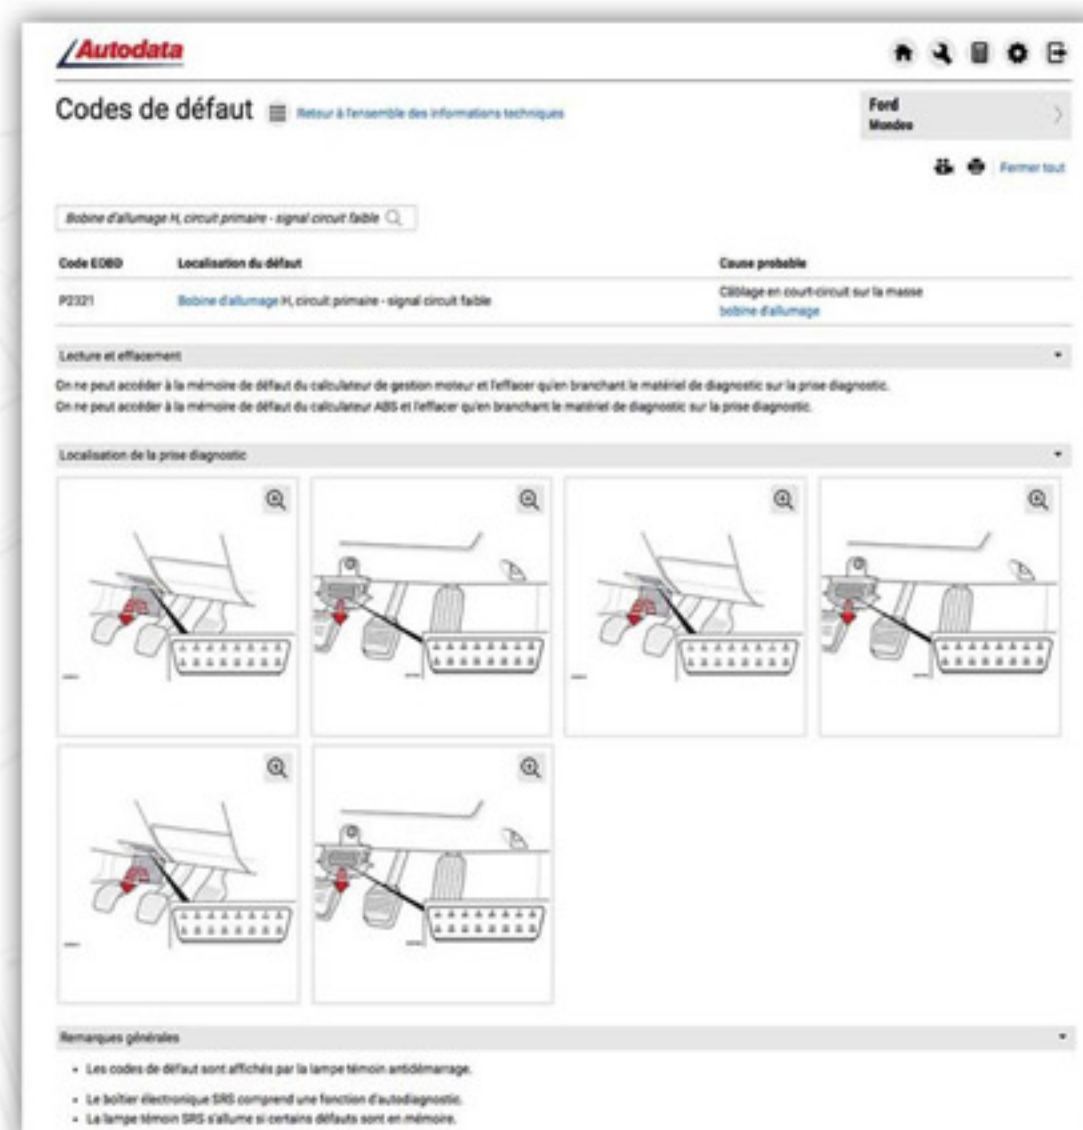 Autodata
Codes de défaut
Retour à l'ensemble des informations techniques
Ford
Mondeo
Fermer tout
Bobine d'allumage H, circuit primaire - signal circuit faible
Code EOBD Localisation du défaut Cause probable
P2321 Bobine d'allumage H, circuit primaire - signal circuit faible Câblage en court-circuit sur la masse
bobine d'allumage
Lecture et effacement
On ne peut accéder à la mémoire de défaut du calculateur de gestion moteur et l'effacer qu'en branchant le matériel de diagnostic sur la prise diagnostic.
On ne peut accéder à la mémoire de défaut du calculateur ABS et l'effacer qu'en branchant le matériel de diagnostic sur la prise diagnostic.
Localisation de la prise diagnostic
Remarques générales
• Les codes de défaut sont affichés par la lampe témoin antidémarrage.
• Le boîtier électronique SRS comprend une fonction d'autodiagnostic.
• La lampe témoin SRS s'allume si certains défauts sont en mémoire.